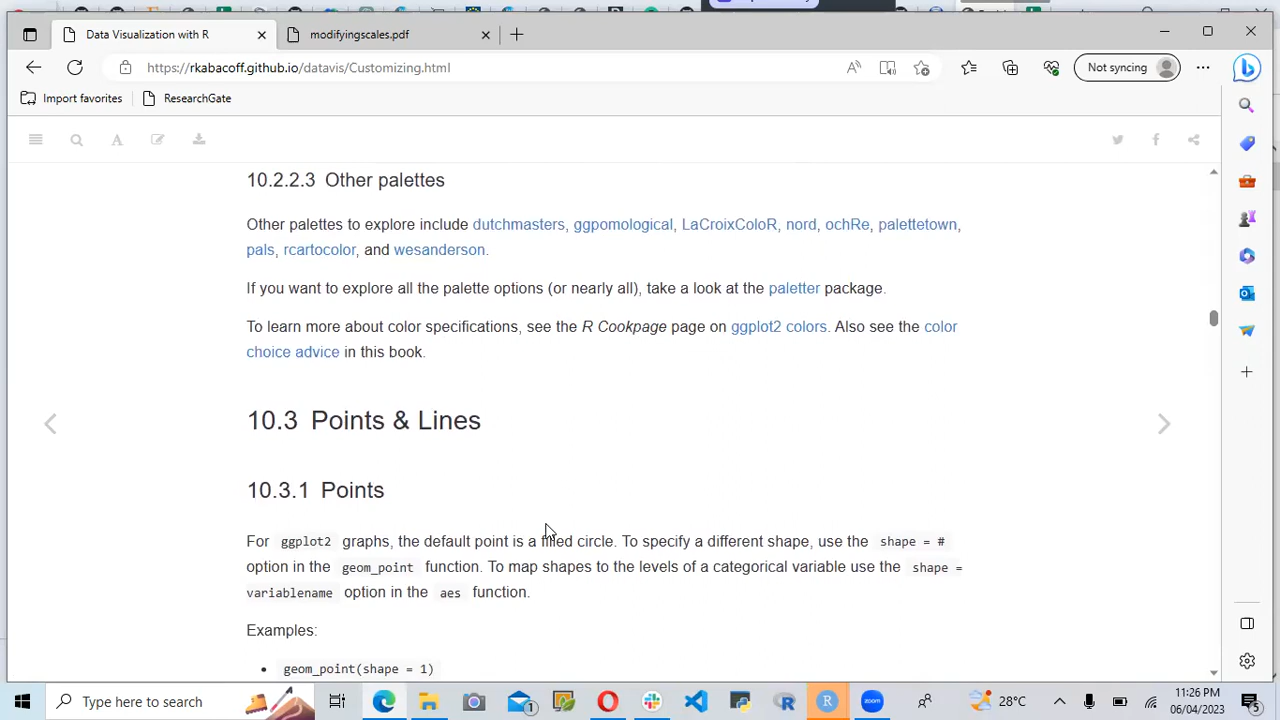 Data Visualization with R
modifyingscales.pdf
https://rkabacoff.github.io/datavis/Customizing.html
Not syncing
Import favorites
ResearchGate
10.2.2.3 Other palettes
Other palettes to explore include dutchmasters, ggpomological, LaCroixColoR, nord, ochRe, palettetown,
pals, rcartocolor, and wesanderson.
If you want to explore all the palette options (or nearly all), take a look at the paletter package.
To learn more about color specifications, see the R Cookpage page on ggplot2 colors. Also see the color
choice advice in this book.
10.3 Points & Lines
10.3.1 Points
For ggplot2 graphs, the default point is a filled circle. To specify a different shape, use the shape = #
option in the geom_point function. To map shapes to the levels of a categorical variable use the shape =
variablename option in the aes function.
Examples:
• geom_point(shape = 1)
Type here to search
1
R
R
zoom
28°C
11:26 PM
06/04/2023
5